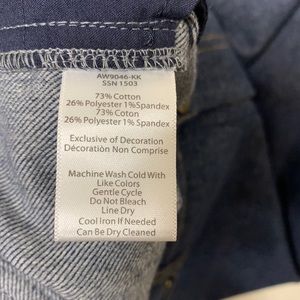 AW9046-KK
SSN 1503
73% Cotton
26% Polyester 1% Spandex
73% Coton
26% Polyester 1% Spandex
Exclusive of Decoration
Décoration Non Comprise
Machine Wash Cold With
Like Colors
Gentle Cycle
Do Not Bleach
Line Dry
Cool Iron If Needed
Can Be Dry Cleaned